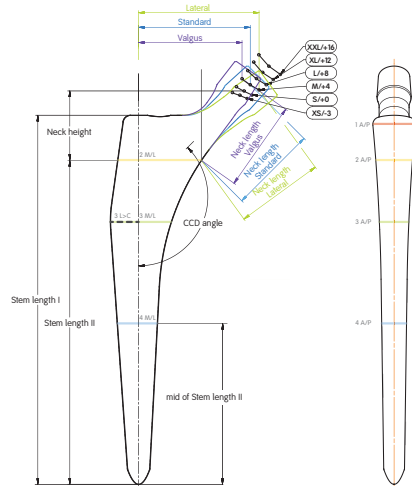 Lateral
Standard
Valgus
XXL/+16
XL/+12
L/+8
M/+4
S/+0
XS/-3
Neck height
Neck length
Valgus
Neck length
Standard
Neck length
Lateral
1 A/P
2 M/L
2 A/P
3 L>C
3 M/L
3 A/P
CCD angle
Stem length I
Stem length II
4 M/L
4 A/P
mid of Stem length II